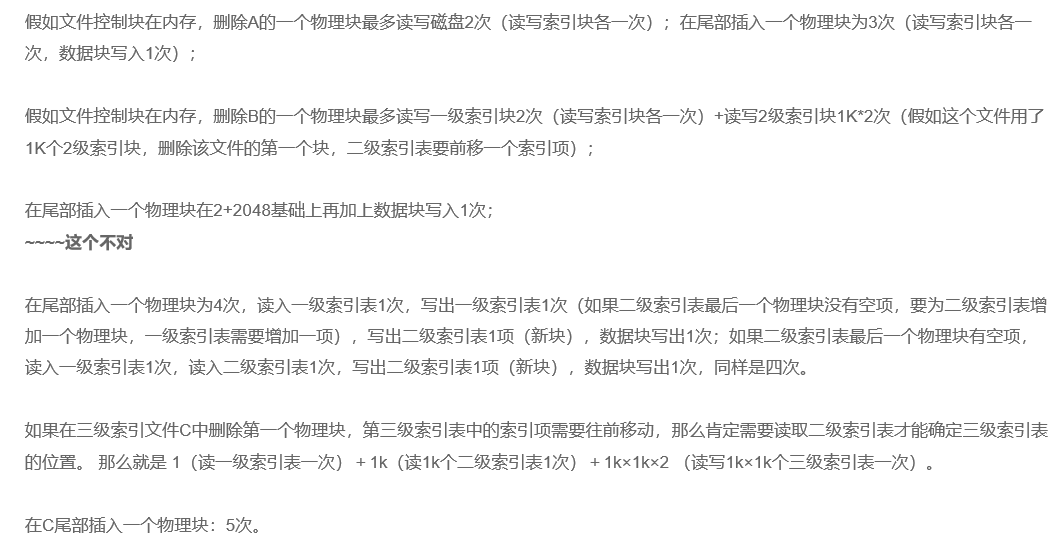 假如文件控制块在内存，删除A的一个物理块最多读写磁盘2次（读写索引块各一次）；在尾部插入一个物理块为3次（读写索引块各一
次，数据块写入1次）；
假如文件控制块在内存，删除B的一个物理块最多读写一级索引块2次（读写索引块各一次）+读写2级索引块1K*2次（假如这个文件用了
1K个2级索引块，删除该文件的第一个块，二级索引表要前移一个索引项）；
在尾部插入一个物理块在2+2048基础上再加上数据块写入1次；
~~~~这个不对
在尾部插入一个物理块为4次，读入一级索引表1次，写出一级索引表1次（如果二级索引表最后一个物理块没有空项，要为二级索引表增
加一个物理块，一级索引表需要增加一项），写出二级索引表1项（新块），数据块写出1次；如果二级索引表最后一个物理块有空项，
读入一级索引表1次，读入二级索引表1次，写出二级索引表1项（新块），数据块写出1次，同样是四次。
如果在三级索引文件C中删除第一个物理块，第三级索引表中的索引项需要往前移动，那么肯定需要读取二级索引表才能确定三级索引表
的位置。 那么就是 1（读一级索引表一次） + 1k（读1k个二级索引表1次） + 1k×1k×2 （读写1k×1k个三级索引表一次）。
在C尾部插入一个物理块：5次。